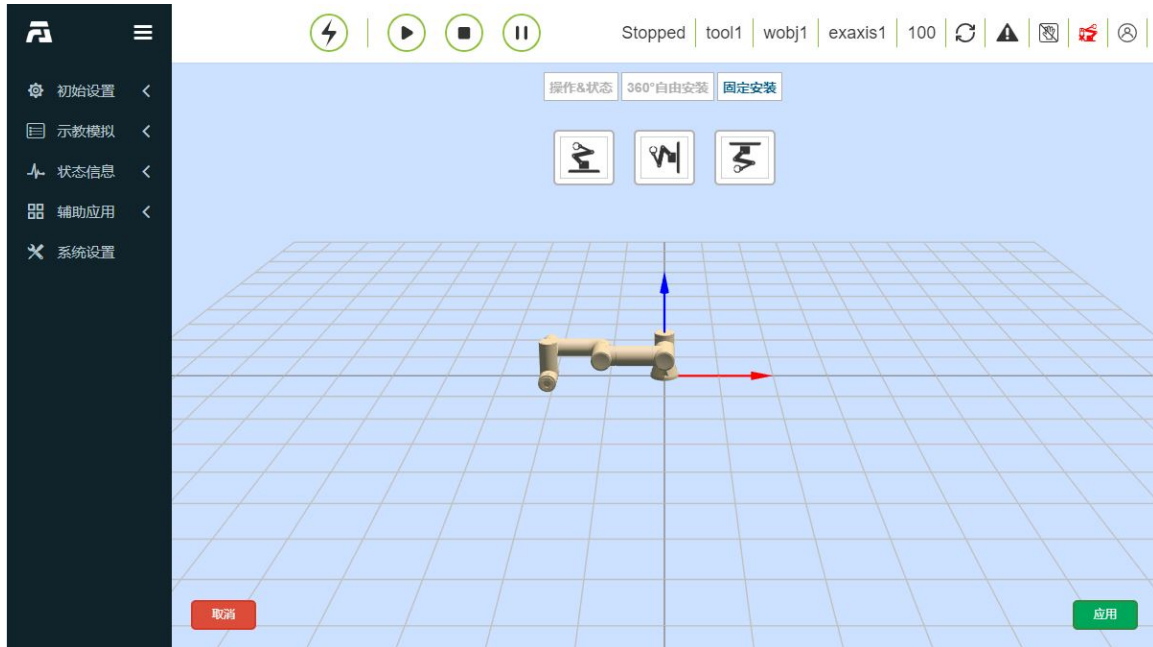 Stopped tool1 wobj1 exaxis1 100
初始设置
示教模拟
状态信息
辅助应用
系统设置
操作&状态 360°自由安装 固定安装
取消
应用